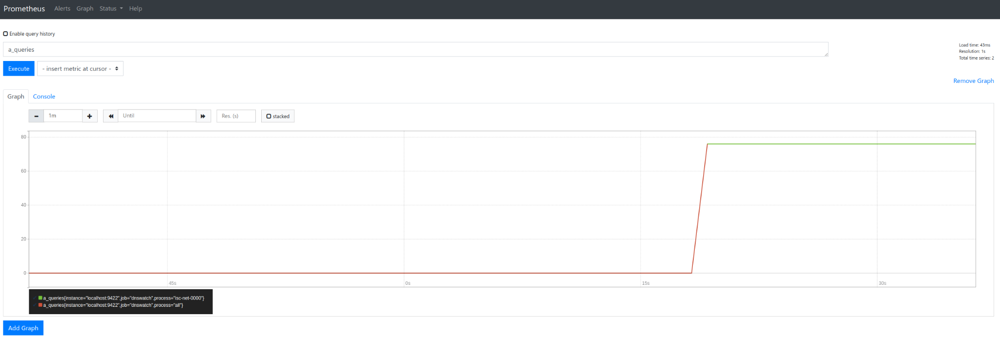 Prometheus Alerts Graph Status Help
Enable query history
a_queries
Load time: 43ms
Resolution: 1s
Total time series: 2
Execute - insert metric at cursor -
Remove Graph
Graph Console
1m Until Res. (s) stacked
80
60
40
20
0
45s 0s 15s 30s
a_queries{instance="localhost:9422",job="dnswatch",process="isc-net-0000"}
a_queries{instance="localhost:9422",job="dnswatch",process="all"}
Add Graph